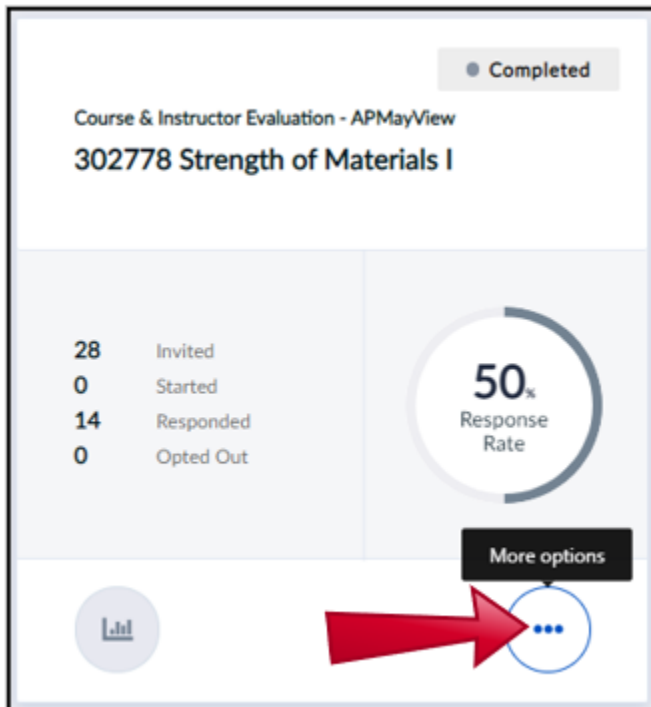 Completed
Course & Instructor Evaluation - APMayView
302778 Strength of Materials I
28 Invited
0 Started
14 Responded
0 Opted Out
50%
Response
Rate
More options